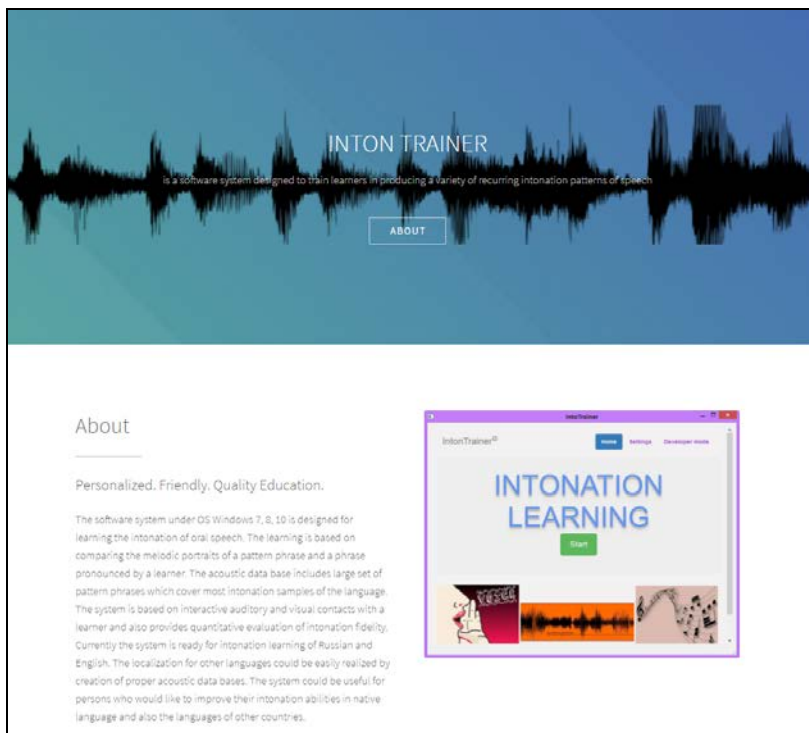 INTON TRAINER
is a software system designed to train learners in producing a variety of recurring intonation patterns of speech
ABOUT
About
Personalized. Friendly. Quality Education.
The software system under OS Windows 7, 8, 10 is designed for
learning the intonation of oral speech. The learning is based on
comparing the melodic portraits of a pattern phrase and a phrase
pronounced by a learner. The acoustic data base includes large set of
pattern phrases which cover most intonation samples of the language.
The system is based on interactive auditory and visual contacts with a
learner and also provides quantitative evaluation of intonation fidelity.
Currently the system is ready for intonation learning of Russian and
English. The localization for other languages could be easily realized by
creation of proper acoustic data bases. The system could be useful for
persons who would like to improve their intonation abilities in native
language and also the languages of other countries.
IntoTrainer
IntonTrainer
Home Settings Developer mode
INTONATION
LEARNING
Start